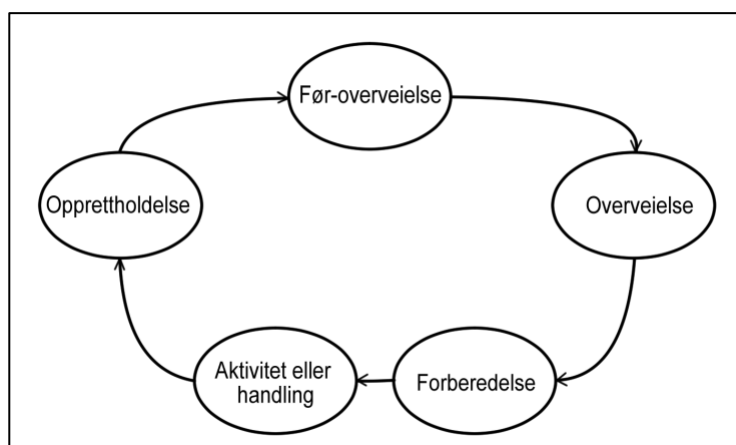 Før-overveielse
Overveielse
Forberedelse
Aktivitet eller
handling
Opprettholdelse